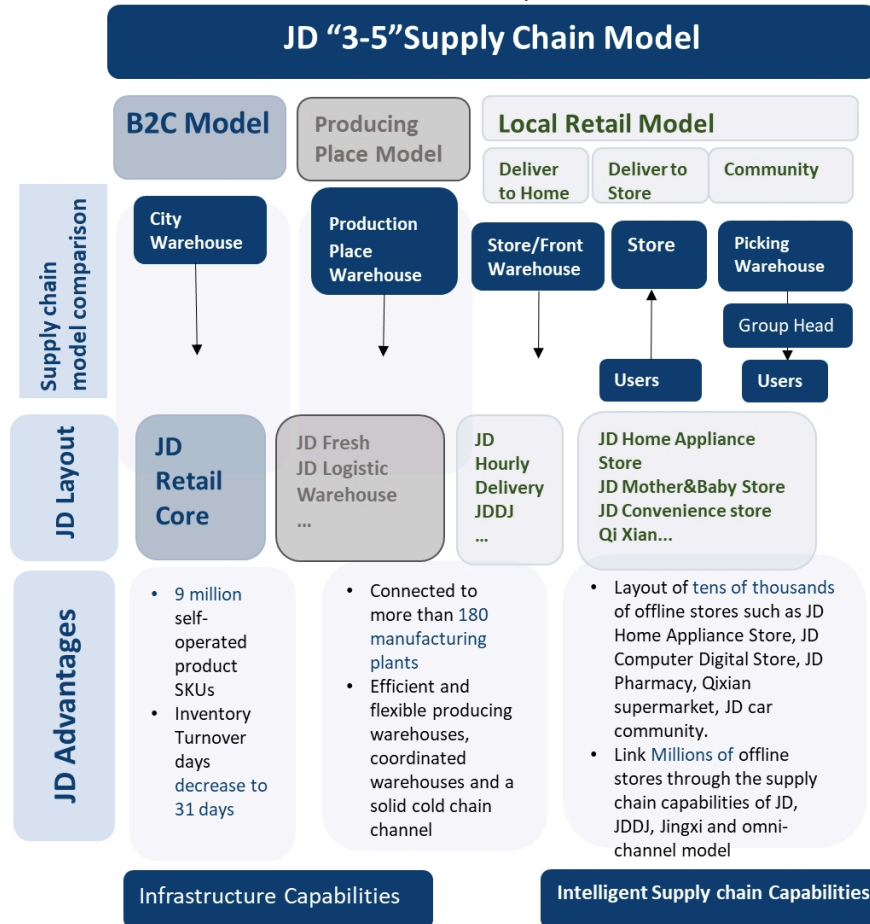 JD “3-5”Supply Chain Model
B2C Model
Producing
Place Model
Local Retail Model
Deliver
to Home
Deliver to
Store
Community
Supply chain
model comparison
City
Warehouse
Production
Place
Warehouse
Store/Front
Warehouse
Store
Picking
Warehouse
Group Head
Users
Users
JD Layout
JD
Retail
Core
JD Fresh
JD Logistic
Warehouse
...
JD
Hourly
Delivery
JDDJ
...
JD Home Appliance
Store
JD Mother&Baby Store
JD Convenience store
Qi Xian...
JD Advantages
• 9 million
self-
operated
product
SKUs
• Inventory
Turnover
days
decrease to
31 days
• Connected to
more than 180
manufacturing
plants
• Efficient and
flexible producing
warehouses,
coordinated
warehouses and a
solid cold chain
channel
• Layout of tens of thousands
of offline stores such as JD
Home Appliance Store, JD
Computer Digital Store, JD
Pharmacy, Qixian
supermarket, JD car
community.
• Link Millions of offline
stores through the supply
chain capabilities of JD,
JDDJ, Jingxi and omni-
channel model
Infrastructure Capabilities
Intelligent Supply chain Capabilities